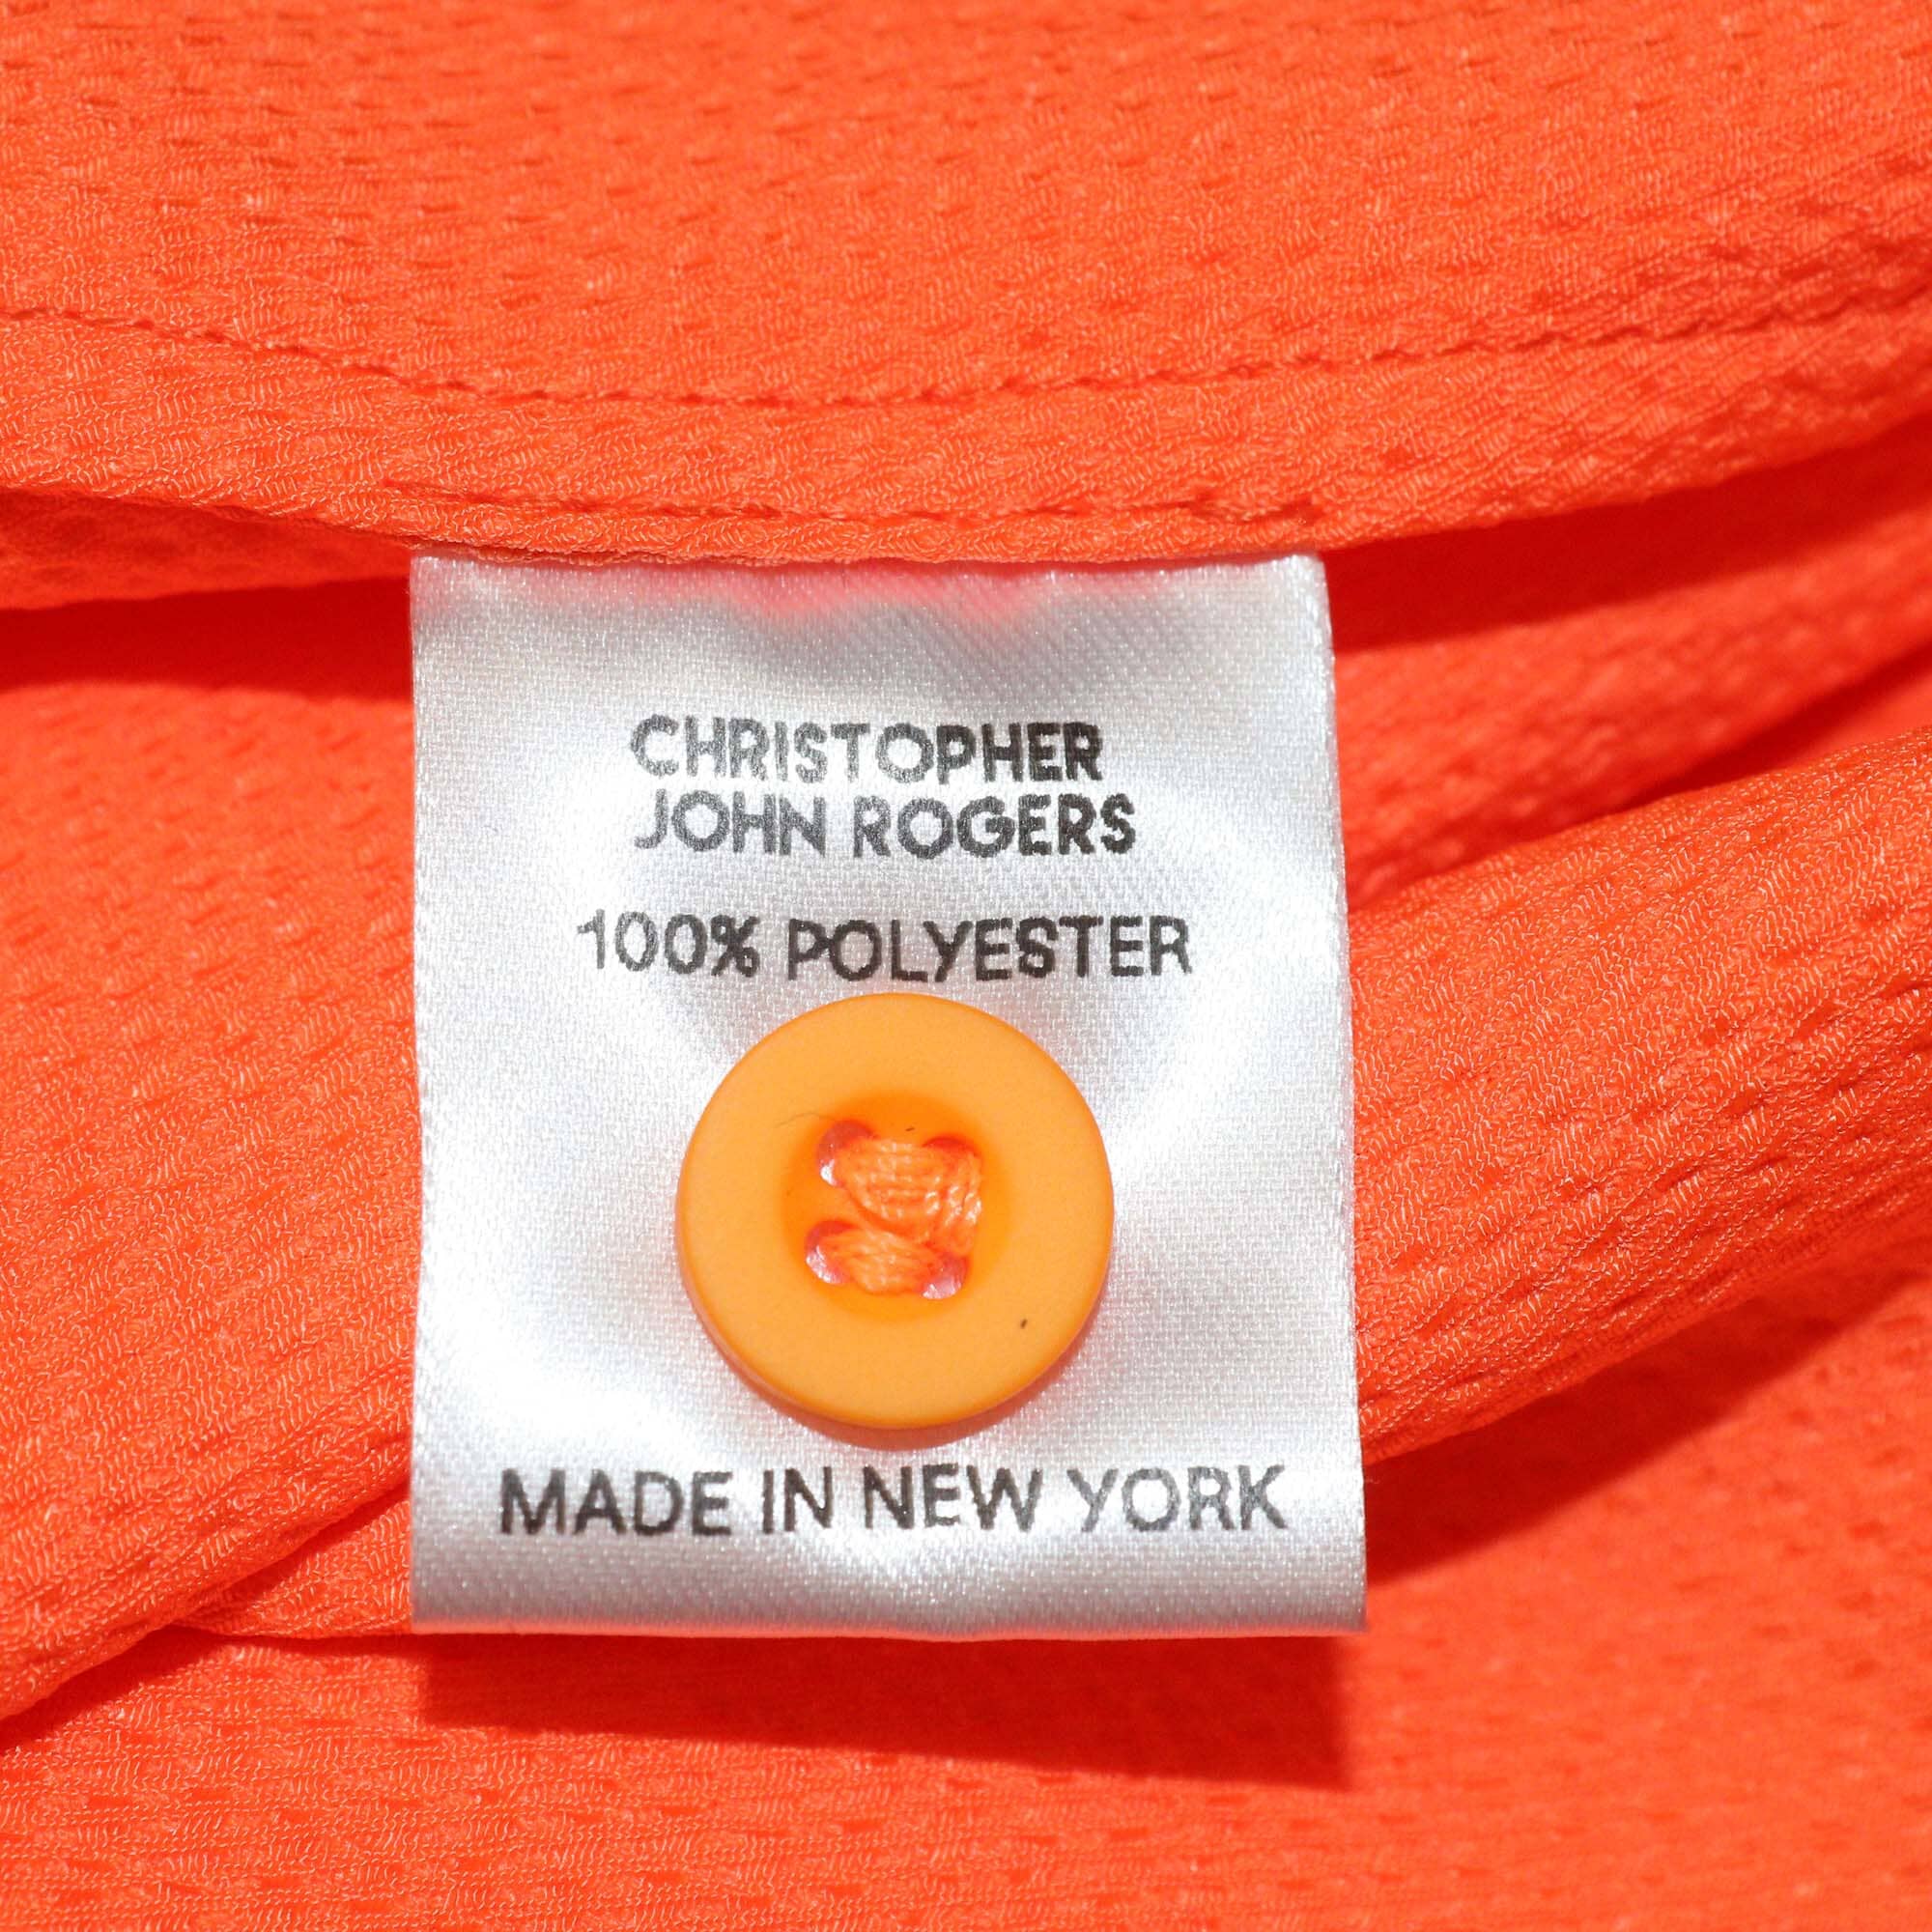 CHRISTOPHER
JOHN ROGERS
100% POLYESTER
MADE IN NEW YORK